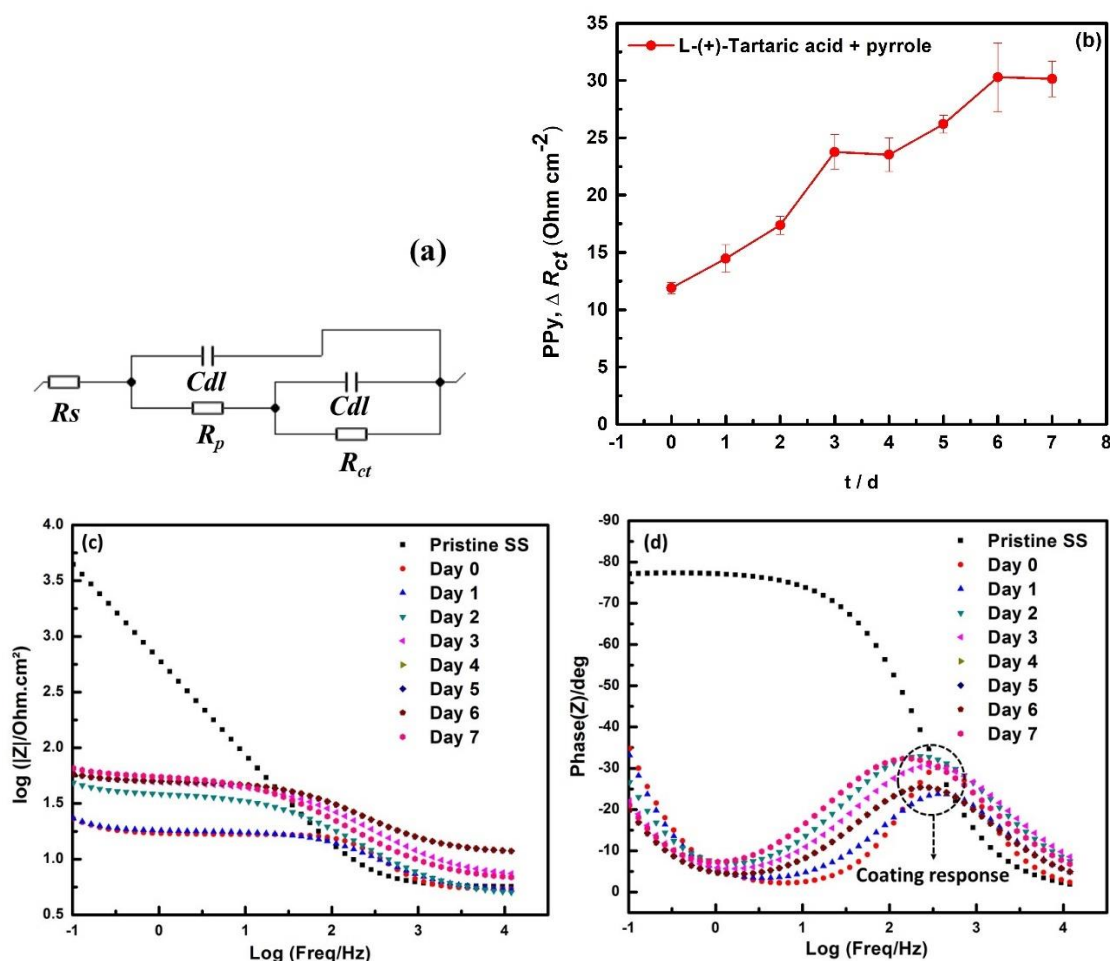 (a)
Cdl
Cdl
Rs
R_p
R_ct
(b)
L-(+)-Tartaric acid + pyrrole
PPy, Δ R_ct (Ohm cm⁻²)
35
30
25
20
15
10
5
0
-1 0 1 2 3 4 5 6 7 8
t / d
(c)
Pristine SS
Day 0
Day 1
Day 2
Day 3
Day 4
Day 5
Day 6
Day 7
log (|Z|/Ohm.cm²)
4.0
3.5
3.0
2.5
2.0
1.5
1.0
0.5
-1 0 1 2 3 4
Log (Freq/Hz)
(d)
Pristine SS
Day 0
Day 1
Day 2
Day 3
Day 4
Day 5
Day 6
Day 7
Coating response
Phase(Z)/deg
-90
-80
-70
-60
-50
-40
-30
-20
-10
0
-1 0 1 2 3 4
Log (Freq/Hz)